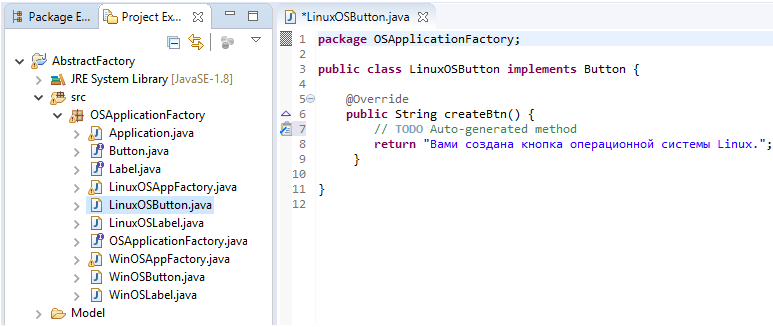 Package E...
Project Ex...
AbstractFactory
JRE System Library [JavaSE-1.8]
src
OSApplicationFactory
Application.java
Button.java
Label.java
LinuxOSAppFactory.java
LinuxOSButton.java
LinuxOSLabel.java
OSApplicationFactory.java
WinOSAppFactory.java
WinOSButton.java
WinOSLabel.java
Model
*LinuxOSButton.java
1 package OSApplicationFactory;
2
3 public class LinuxOSButton implements Button {
4
5 @Override
6 public String createBtn() {
7 // TODO Auto-generated method
8 return "Вами создана кнопка операционной системы Linux.";
9 }
10
11 }
12